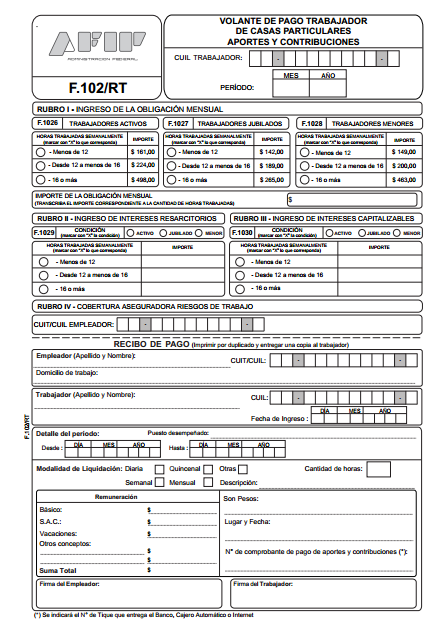 AFIP
ADMINISTRACION FEDERAL
F.102/RT
VOLANTE DE PAGO TRABAJADOR
DE CASAS PARTICULARES
APORTES Y CONTRIBUCIONES
CUIL TRABAJADOR: - -
MES AÑO
PERÍODO:
RUBRO I - INGRESO DE LA OBLIGACIÓN MENSUAL
F.1026 TRABAJADORES ACTIVOS F.1027 TRABAJADORES JUBILADOS F.1028 TRABAJADORES MENORES
HORAS TRABAJADAS SEMANALMENTE IMPORTE HORAS TRABAJADAS SEMANALMENTE IMPORTE HORAS TRABAJADAS SEMANALMENTE IMPORTE
(marcar con "X" lo que corresponda) (marcar con "X" lo que corresponda) (marcar con "X" lo que corresponda)
- Menos de 12 $ 161,00 - Menos de 12 $ 142,00 - Menos de 12 $ 149,00
- Desde 12 a menos de 16 $ 224,00 - Desde 12 a menos de 16 $ 189,00 - Desde 12 a menos de 16 $ 200,00
- 16 o más $ 498,00 - 16 o más $ 265,00 - 16 o más $ 463,00
IMPORTE DE LA OBLIGACIÓN MENSUAL
(TRANSCRIBA EL IMPORTE CORRESPONDIENTE A LA CANTIDAD DE HORAS TRABAJADAS) $
RUBRO II - INGRESO DE INTERESES RESARCITORIOS RUBRO III - INGRESO DE INTERESES CAPITALIZABLES
F.1029 CONDICIÓN ACTIVO JUBILADO MENOR F.1030 CONDICIÓN ACTIVO JUBILADO MENOR
(marcar con "X" la condición) (marcar con "X" la condición)
HORAS TRABAJADAS SEMANALMENTE IMPORTE HORAS TRABAJADAS SEMANALMENTE IMPORTE
(marcar con "X" lo que corresponda) (marcar con "X" lo que corresponda)
- Menos de 12 - Menos de 12
- Desde 12 a menos de 16 - Desde 12 a menos de 16
- 16 o más - 16 o más
RUBRO IV - COBERTURA ASEGURADORA RIESGOS DE TRABAJO
CUIT/CUIL EMPLEADOR: - -
RECIBO DE PAGO (Imprimir por duplicado y entregar una copia al trabajador)
Empleador (Apellido y Nombre): CUIT/CUIL: - -
Domicilio de trabajo:
Trabajador (Apellido y Nombre): CUIL: - -
DÍA MES AÑO
Fecha de Ingreso :
F.102/RT
Detalle del período: Puesto desempeñado:
DÍA MES AÑO DÍA MES AÑO
Desde : Hasta :
Modalidad de Liquidación: Diaria Quincenal Otras Cantidad de horas:
Semanal Mensual Descripción:
Remuneración Son Pesos:
Básico: $
S.A.C.: $ Lugar y Fecha:
Vacaciones: $
Otros conceptos: $ N° de comprobante de pago de aportes y contribuciones (*):
$
Suma Total $
Firma del Empleador: Firma del Trabajador:
(*) Se indicará el N° de Tique que entrega el Banco, Cajero Automático o Internet